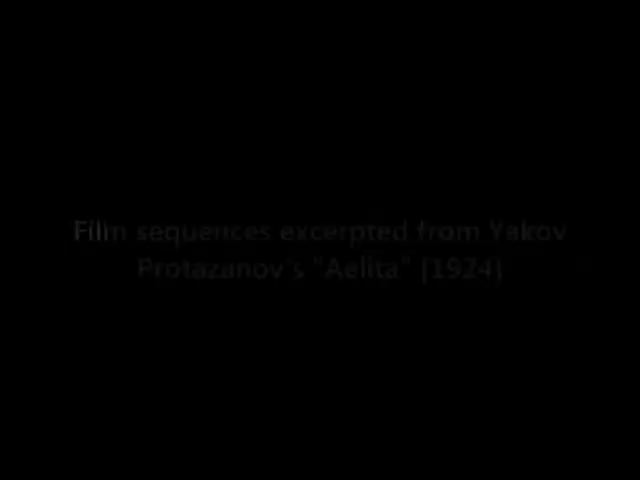 Film sequences excerpted from Yakov
Protazanov's "Aelita" [1924]